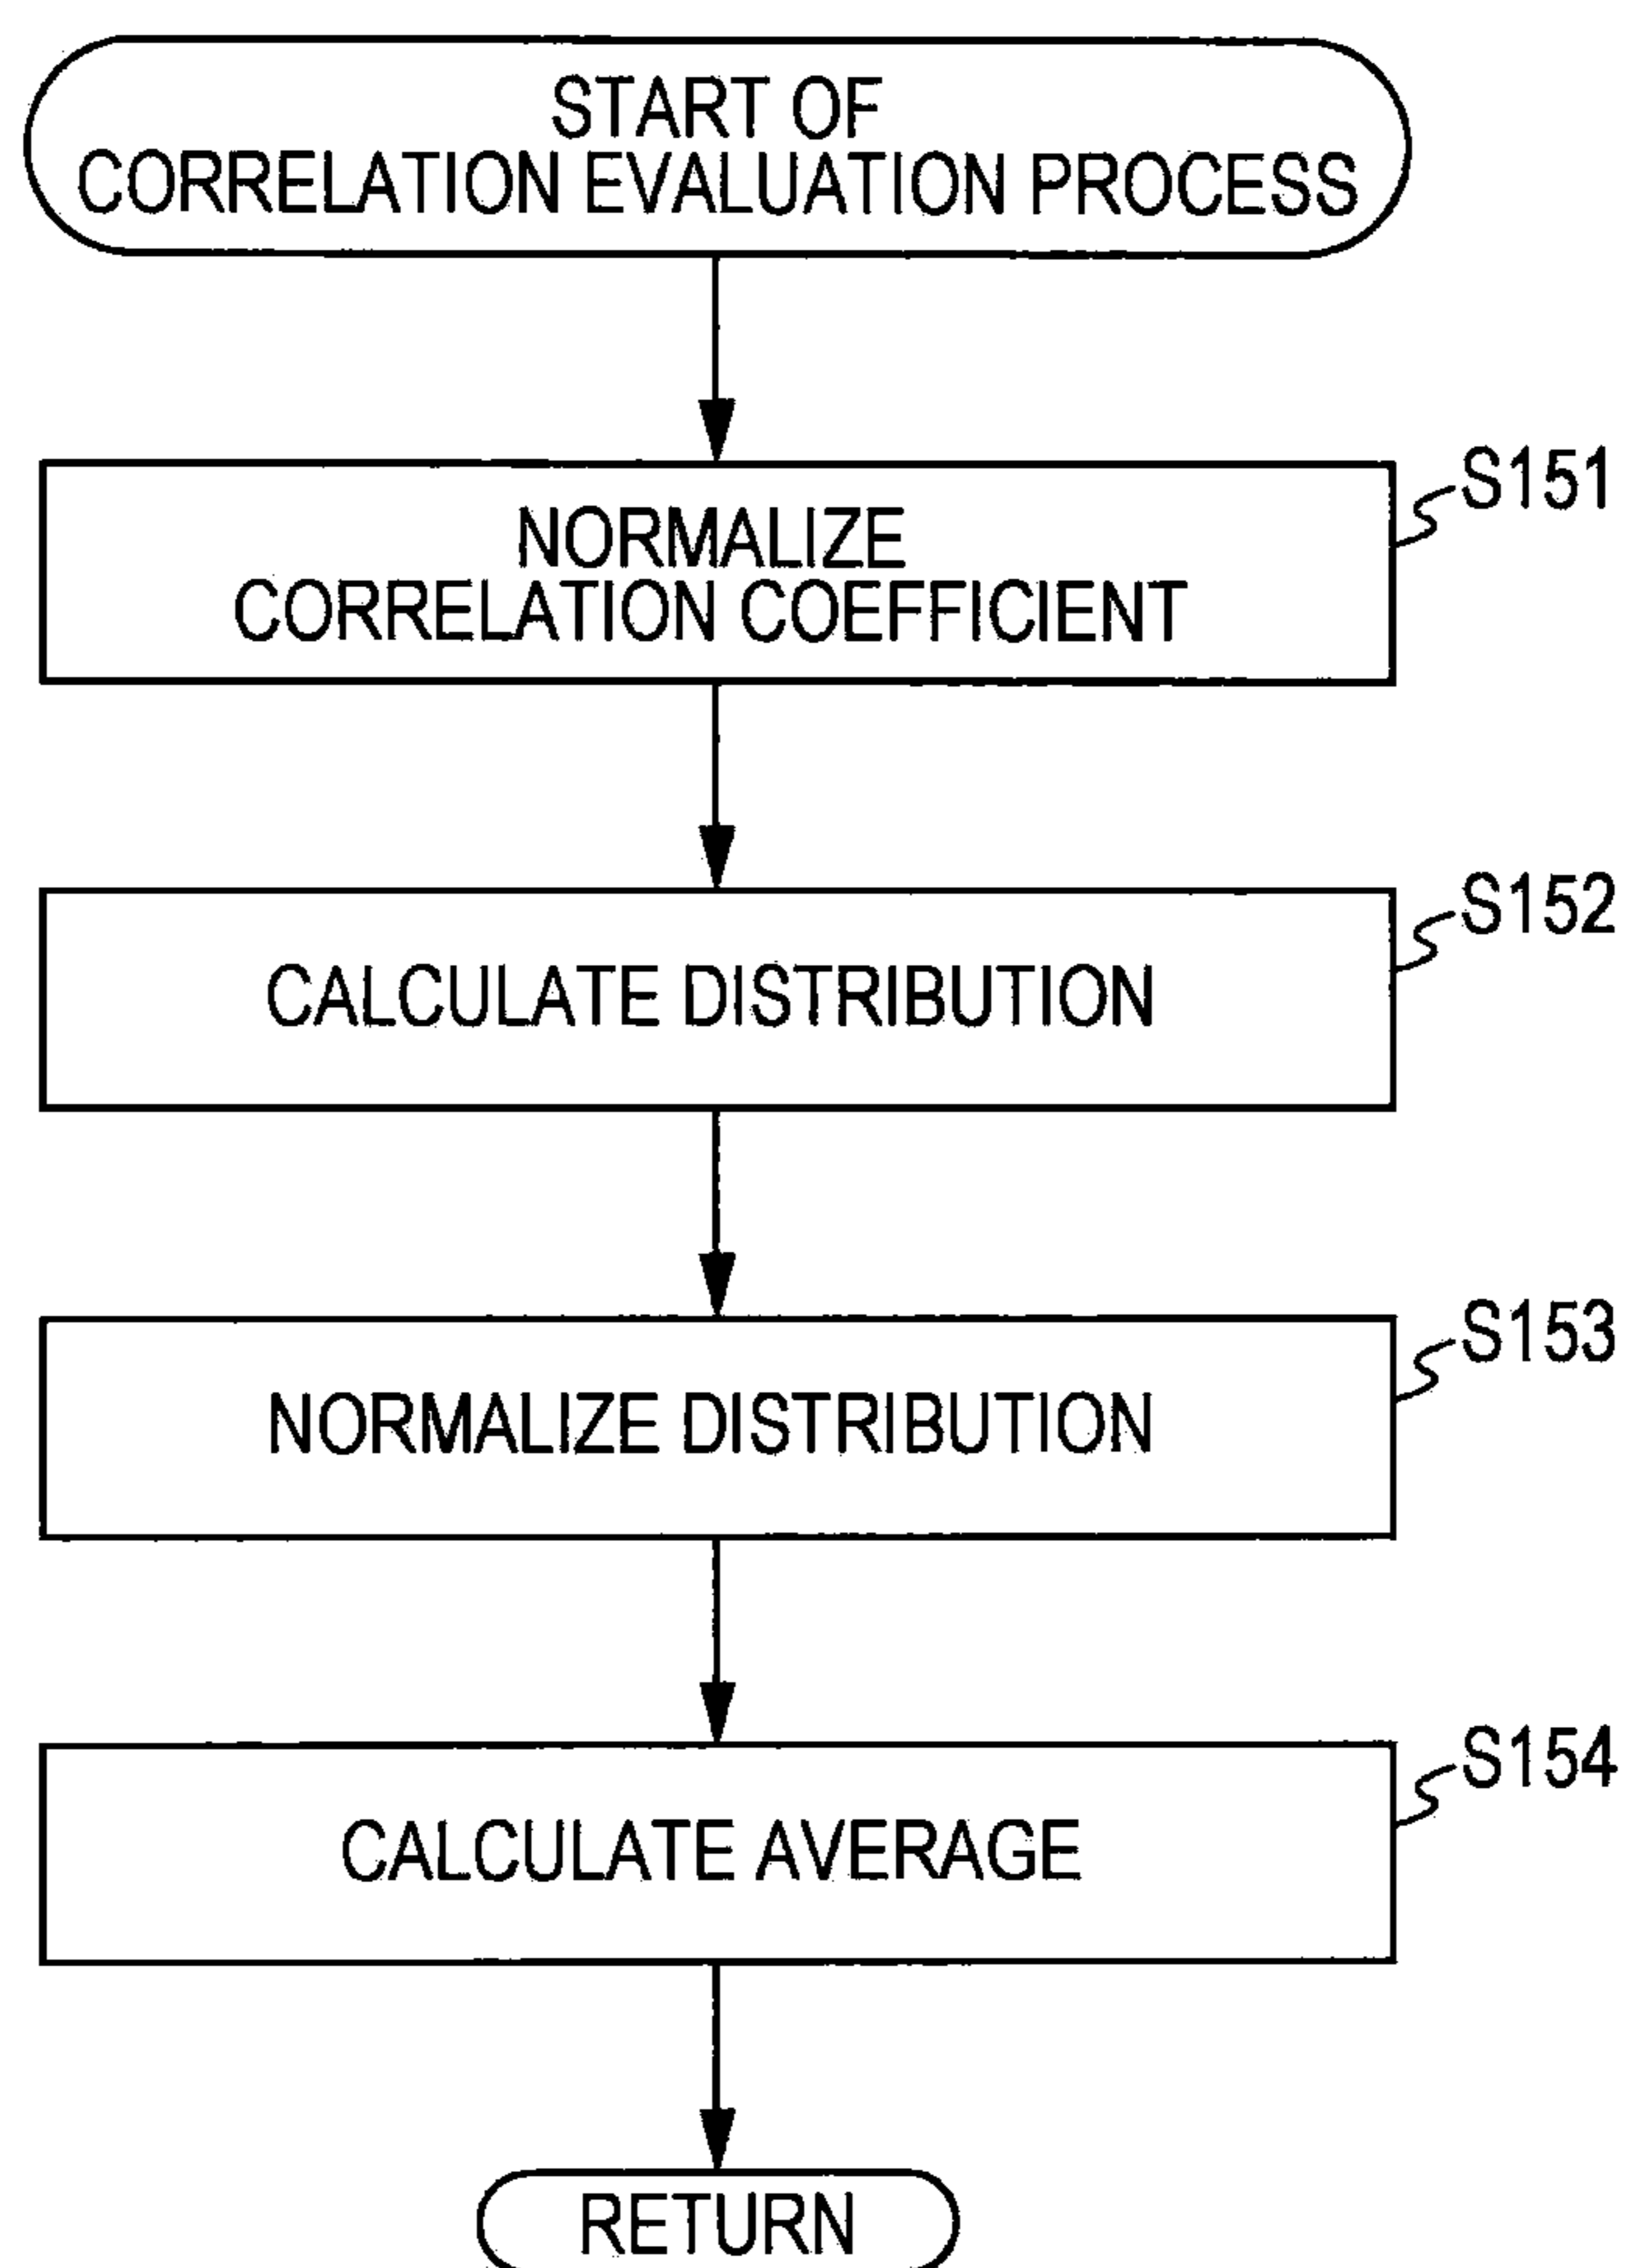 START OF
CORRELATION EVALUATION PROCESS
S151
NORMALIZE
CORRELATION COEFFICIENT
S152
CALCULATE DISTRIBUTION
S153
NORMALIZE DISTRIBUTION
S154
CALCULATE AVERAGE
RETURN